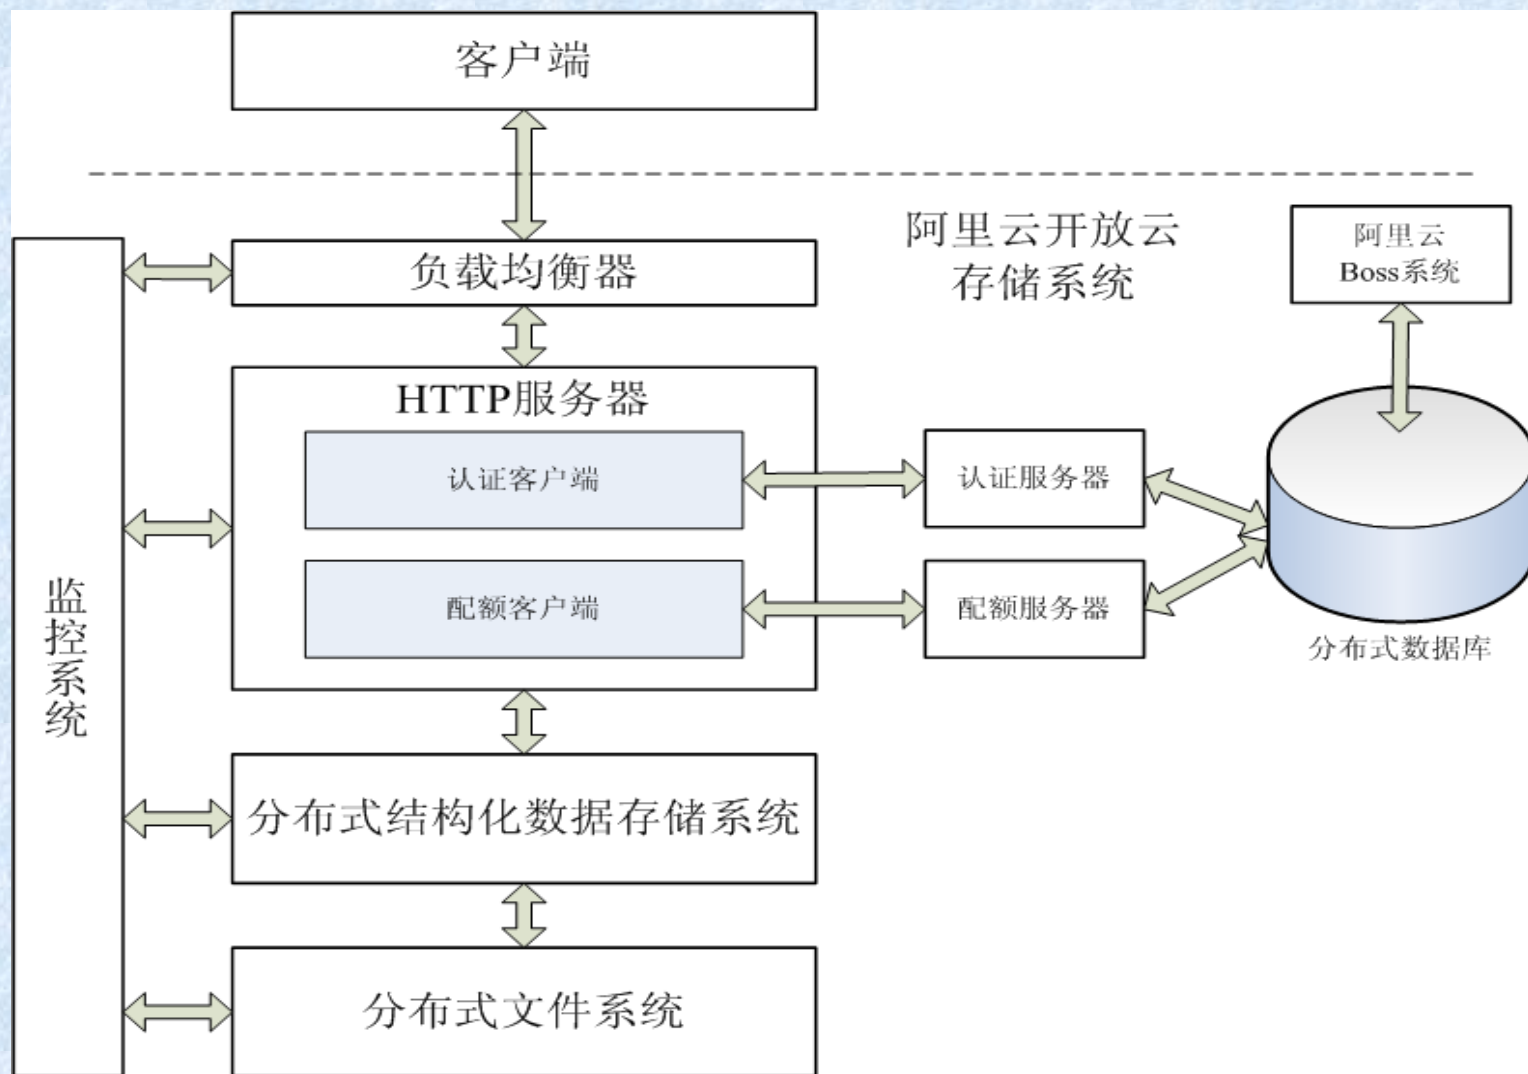 客户端
阿里云开放云
存储系统
阿里云
Boss系统
负载均衡器
HTTP服务器
认证客户端
认证服务器
配额客户端
配额服务器
分布式数据库
监控系统
分布式结构化数据存储系统
分布式文件系统